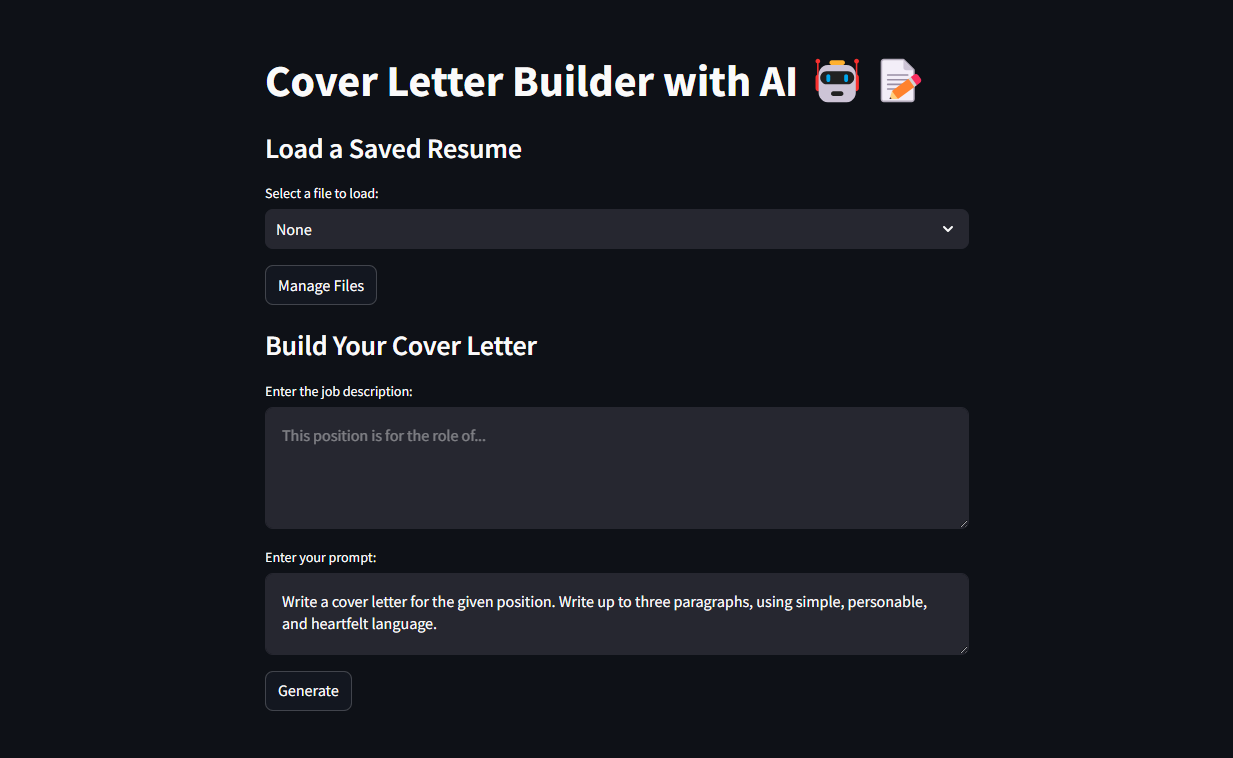 Cover Letter Builder with AI
Load a Saved Resume
Select a file to load:
None
Manage Files
Build Your Cover Letter
Enter the job description:
This position is for the role of...
Enter your prompt:
Write a cover letter for the given position. Write up to three paragraphs, using simple, personable,
and heartfelt language.
Generate